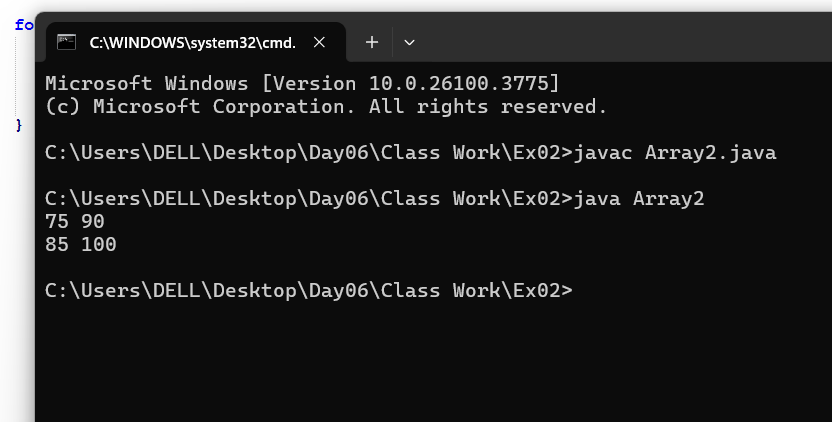 fo
}
C:\WINDOWS\system32\cmd.
Microsoft Windows [Version 10.0.26100.3775]
(c) Microsoft Corporation. All rights reserved.
C:\Users\DELL\Desktop\Day06\Class Work\Ex02>javac Array2.java
C:\Users\DELL\Desktop\Day06\Class Work\Ex02>java Array2
75 90
85 100
C:\Users\DELL\Desktop\Day06\Class Work\Ex02>